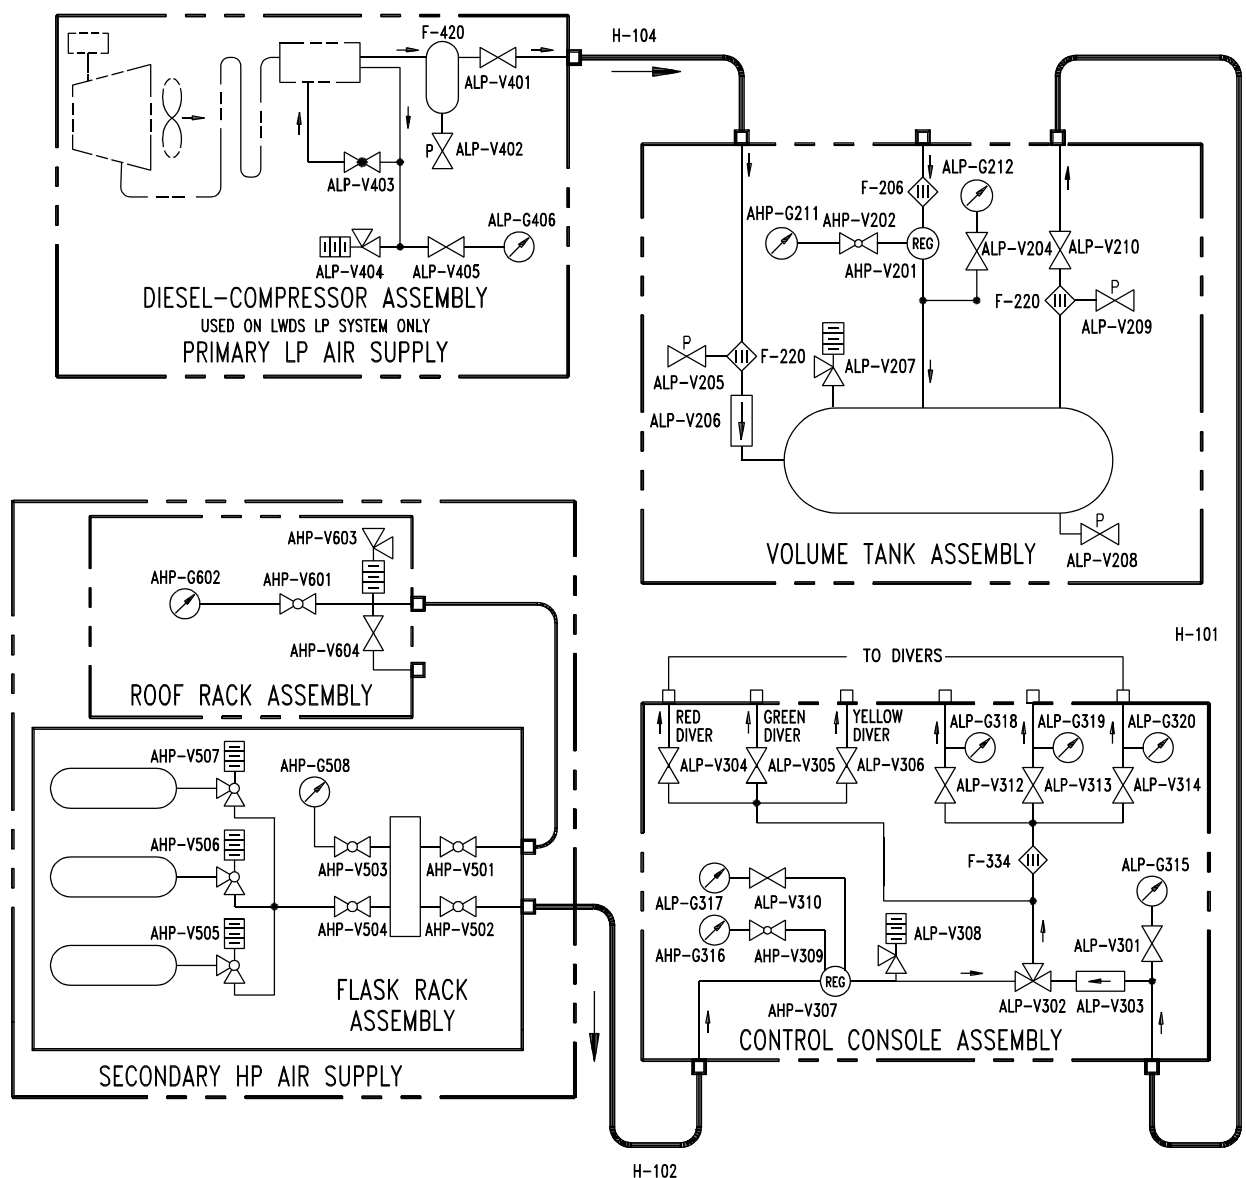 F-420
ALP-V401
H-104
P
ALP-V402
ALP-V403
ALP-G406
ALP-V404
ALP-V405
DIESEL-COMPRESSOR ASSEMBLY
USED ON LWDS LP SYSTEM ONLY
PRIMARY LP AIR SUPPLY
ALP-G212
F-206
AHP-G211
AHP-V202
REG
AHP-V201
ALP-V204
ALP-V210
F-220
P
ALP-V209
P
ALP-V205
F-220
ALP-V207
ALP-V206
P
ALP-V208
VOLUME TANK ASSEMBLY
H-101
AHP-V603
AHP-G602
AHP-V601
AHP-V604
ROOF RACK ASSEMBLY
AHP-V507
AHP-G508
AHP-V506
AHP-V503
AHP-V501
AHP-V505
AHP-V504
AHP-V502
FLASK RACK
ASSEMBLY
SECONDARY HP AIR SUPPLY
H-102
TO DIVERS
RED
DIVER
GREEN
DIVER
YELLOW
DIVER
ALP-G318
ALP-G319
ALP-G320
ALP-V304
ALP-V305
ALP-V306
ALP-V312
ALP-V313
ALP-V314
F-334
ALP-G315
ALP-G317
ALP-V310
AHP-G316
AHP-V309
ALP-V308
ALP-V301
REG
AHP-V307
ALP-V302
ALP-V303
CONTROL CONSOLE ASSEMBLY